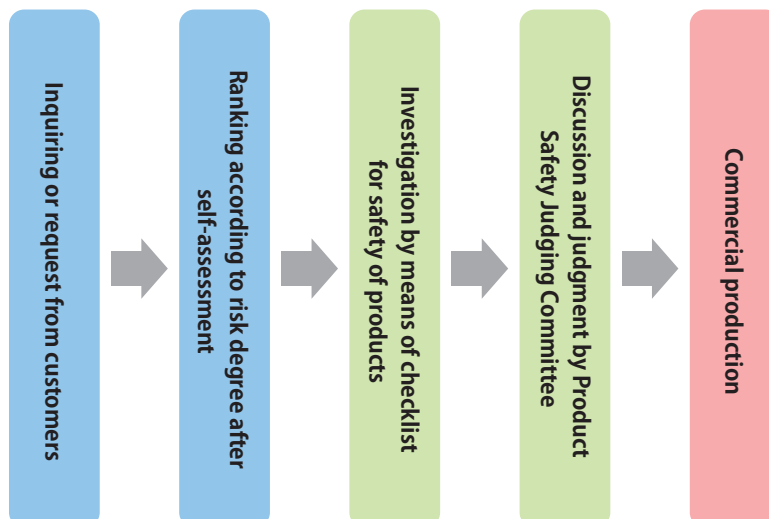 Inquiring or request from customers
Ranking according to risk degree after
self-assessment
Investigation by means of checklist
for safety of products
Discussion and judgment by Product
Safety Judging Committee
Commercial production